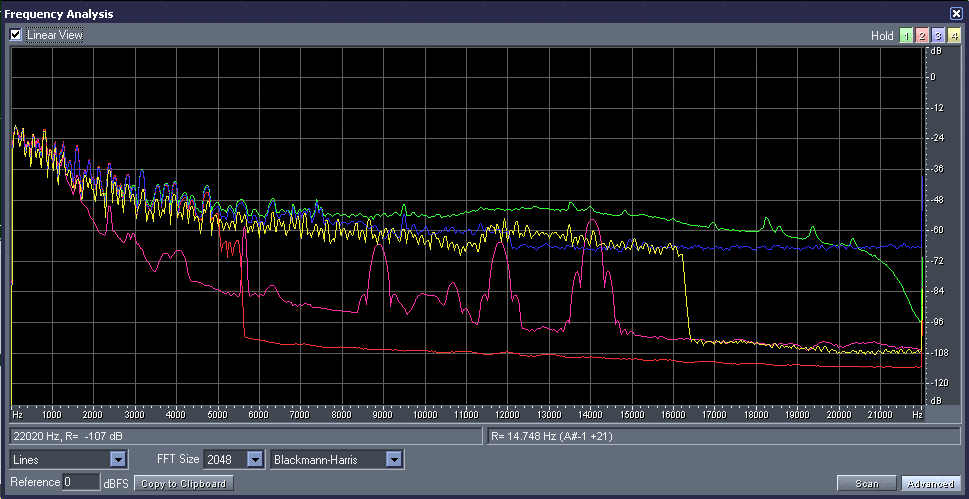 Frequency Analysis
Linear View
Hold 1 2 3 4
dB
-0
-12
-24
-36
-48
-60
-72
-84
-96
-108
-120
dB
Hz 1000 2000 3000 4000 5000 6000 7000 8000 9000 10000 11000 12000 13000 14000 15000 16000 17000 18000 19000 20000 21000 Hz
22020 Hz, R= -107 dB
R= 14.748 Hz (A#-1 +21)
Lines FFT Size 2048 Blackmann-Harris
Reference 0 dBFS Copy to Clipboard Scan Advanced